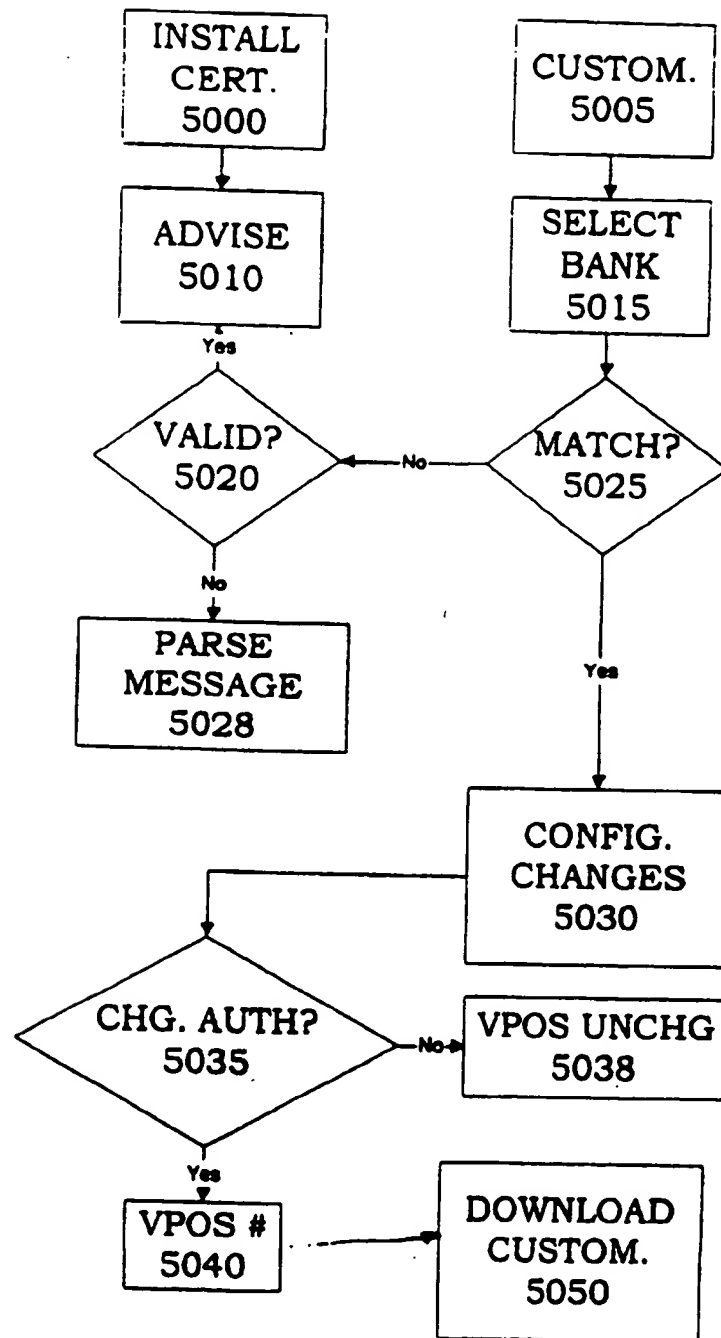 INSTALL
CERT.
5000
CUSTOM.
5005
ADVISE
5010
SELECT
BANK
5015
Yes
VALID?
5020
No
MATCH?
5025
No
PARSE
MESSAGE
5028
Yes
CONFIG.
CHANGES
5030
CHG. AUTH?
5035
No
VPOS UNCHG
5038
Yes
VPOS #
5040
DOWNLOAD
CUSTOM.
5050